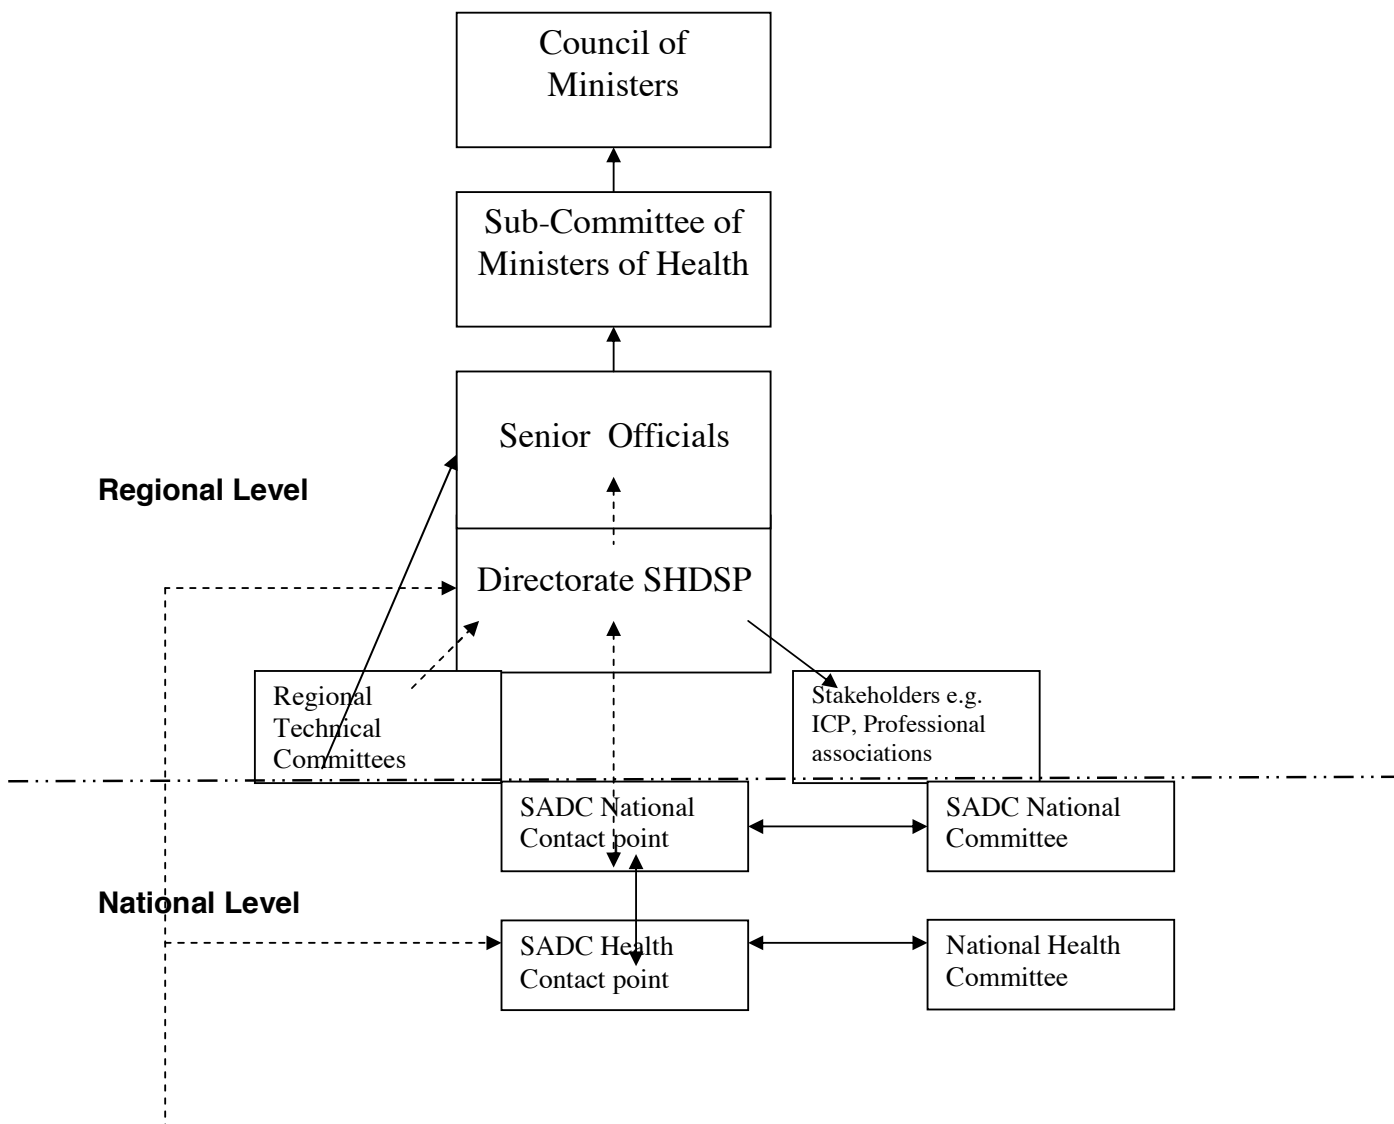 Council of
Ministers
Sub-Committee of
Ministers of Health
Senior Officials
Regional Level
Directorate SHDSP
Regional
Technical
Committees
Stakeholders e.g.
ICP, Professional
associations
SADC National
Contact point
SADC National
Committee
National Level
SADC Health
Contact point
National Health
Committee